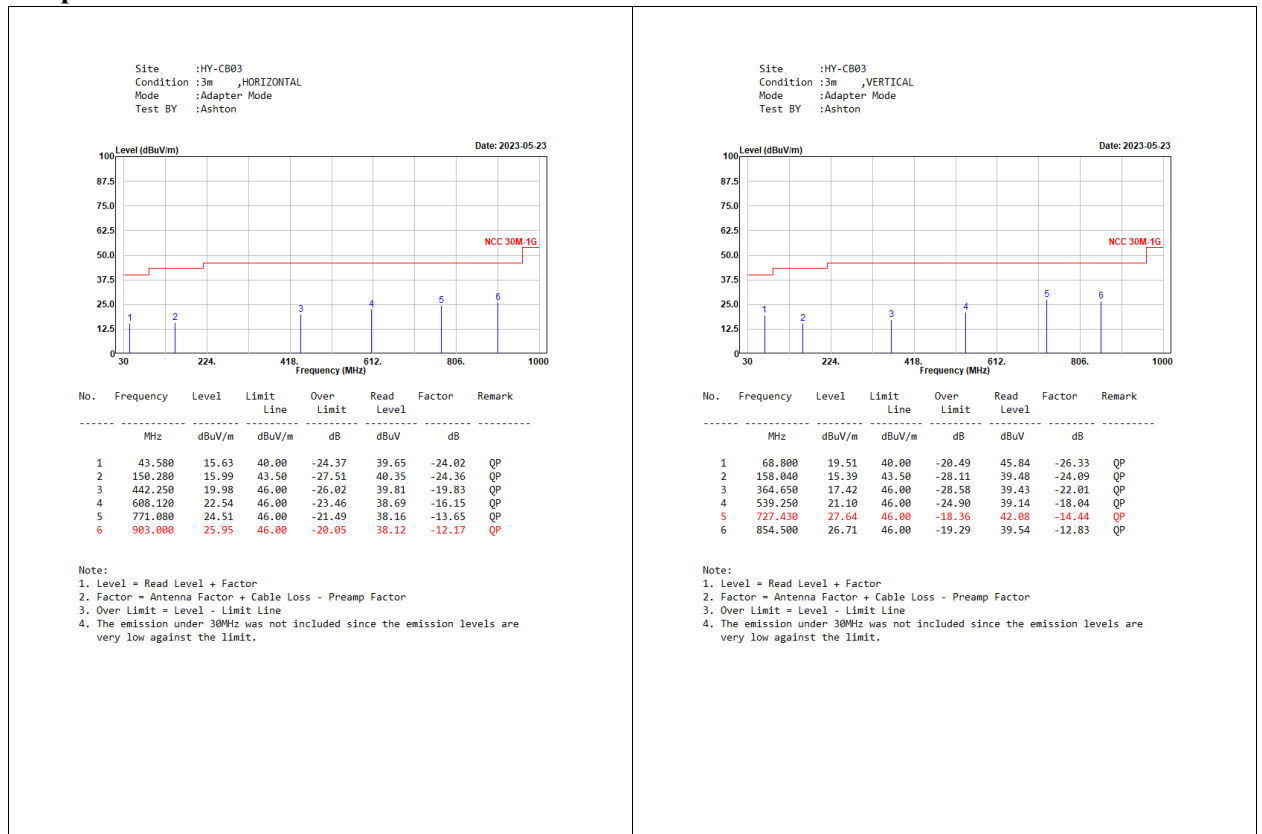 Site :HY-CB03
Condition :3m ,HORIZONTAL
Mode :Adapter Mode
Test BY :Ashton
Level (dBuV/m)
Date: 2023-05-23
100
87.5
75.0
62.5
NCC 30M-1G
50.0
37.5
25.0
12.5
0
1
2
3
4
5
6
30 224. 418. 612. 806. 1000
Frequency (MHz)
No. Frequency Level Limit Over Read Factor Remark
Line Limit Level
------ ----------- -------- -------- -------- -------- -------- ---------
MHz dBuV/m dBuV/m dB dBuV dB
1 43.580 15.63 40.00 -24.37 39.65 -24.02 QP
2 150.280 15.99 43.50 -27.51 40.35 -24.36 QP
3 442.250 19.98 46.00 -26.02 39.81 -19.83 QP
4 608.120 22.54 46.00 -23.46 38.69 -16.15 QP
5 771.080 24.51 46.00 -21.49 38.16 -13.65 QP
6 903.000 25.95 46.00 -20.05 38.12 -12.17 QP
Note:
1. Level = Read Level + Factor
2. Factor = Antenna Factor + Cable Loss - Preamp Factor
3. Over Limit = Level - Limit Line
4. The emission under 30MHz was not included since the emission levels are
very low against the limit.
Site :HY-CB03
Condition :3m ,VERTICAL
Mode :Adapter Mode
Test BY :Ashton
Level (dBuV/m)
Date: 2023-05-23
100
87.5
75.0
62.5
NCC 30M-1G
50.0
37.5
25.0
12.5
0
1
2
3
4
5
6
30 224. 418. 612. 806. 1000
Frequency (MHz)
No. Frequency Level Limit Over Read Factor Remark
Line Limit Level
------ ----------- -------- -------- -------- -------- -------- ---------
MHz dBuV/m dBuV/m dB dBuV dB
1 68.800 19.51 40.00 -20.49 45.84 -26.33 QP
2 158.040 15.39 43.50 -28.11 39.48 -24.09 QP
3 364.650 17.42 46.00 -28.58 39.43 -22.01 QP
4 539.250 21.10 46.00 -24.90 39.14 -18.04 QP
5 727.430 27.64 46.00 -18.36 42.08 -14.44 QP
6 854.500 26.71 46.00 -19.29 39.54 -12.83 QP
Note:
1. Level = Read Level + Factor
2. Factor = Antenna Factor + Cable Loss - Preamp Factor
3. Over Limit = Level - Limit Line
4. The emission under 30MHz was not included since the emission levels are
very low against the limit.